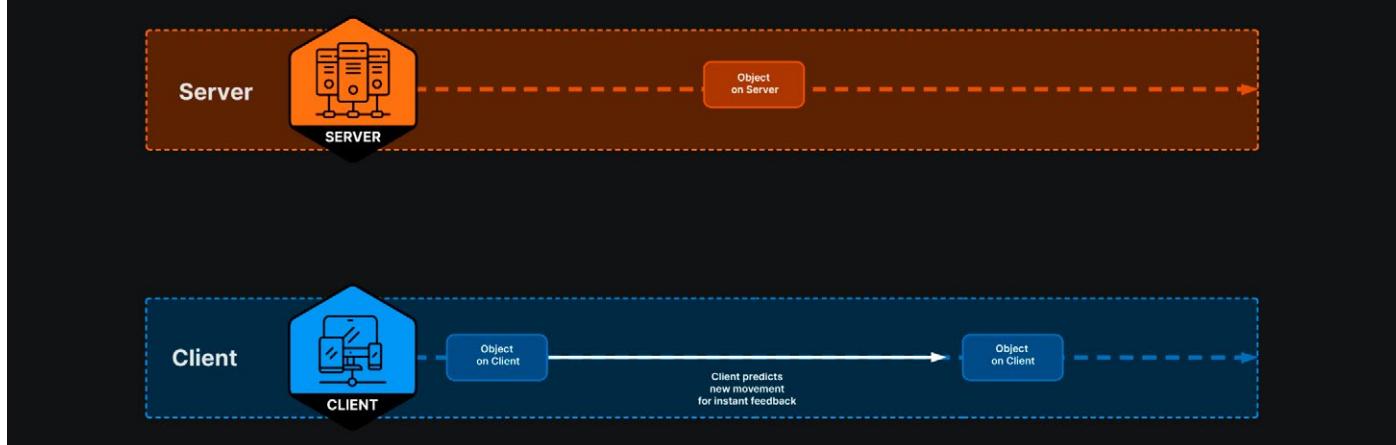 Server
SERVER
Object
on Server
Client
CLIENT
Object
on Client
Client predicts
new movement
for instant feedback
Object
on Client